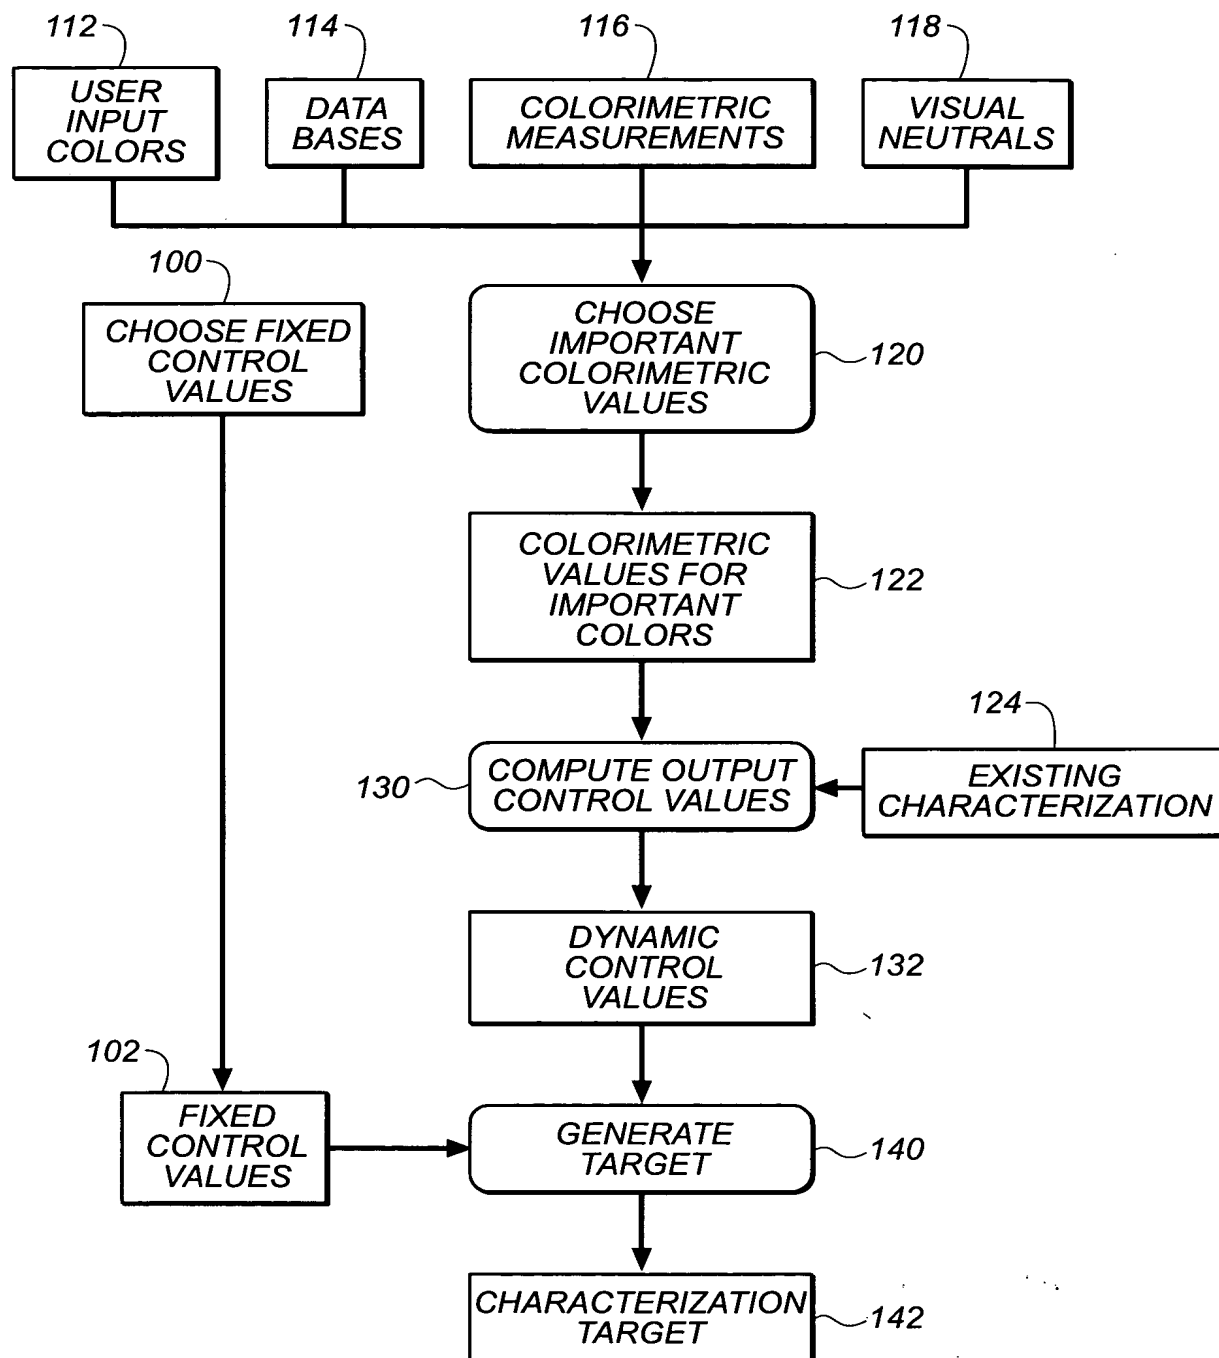 112
114
116
118
USER
INPUT
COLORS
DATA
BASES
COLORIMETRIC
MEASUREMENTS
VISUAL
NEUTRALS
100
CHOOSE FIXED
CONTROL
VALUES
CHOOSE
IMPORTANT
COLORIMETRIC
VALUES
120
COLORIMETRIC
VALUES FOR
IMPORTANT
COLORS
122
124
130
COMPUTE OUTPUT
CONTROL VALUES
EXISTING
CHARACTERIZATION
DYNAMIC
CONTROL
VALUES
132
102
FIXED
CONTROL
VALUES
GENERATE
TARGET
140
CHARACTERIZATION
TARGET
142